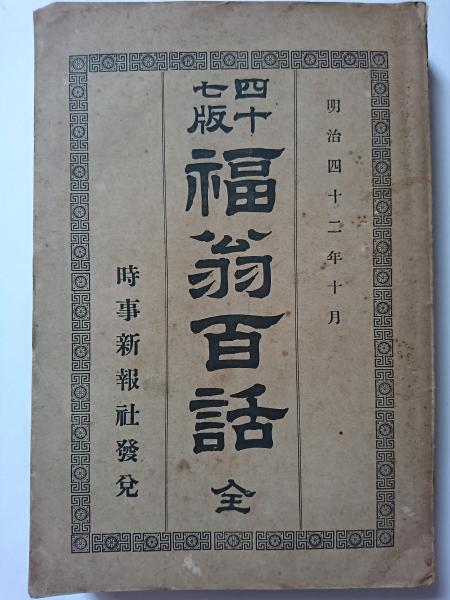 明治四十二年十月
四十七版
福翁百話 全
時事新報社發兌